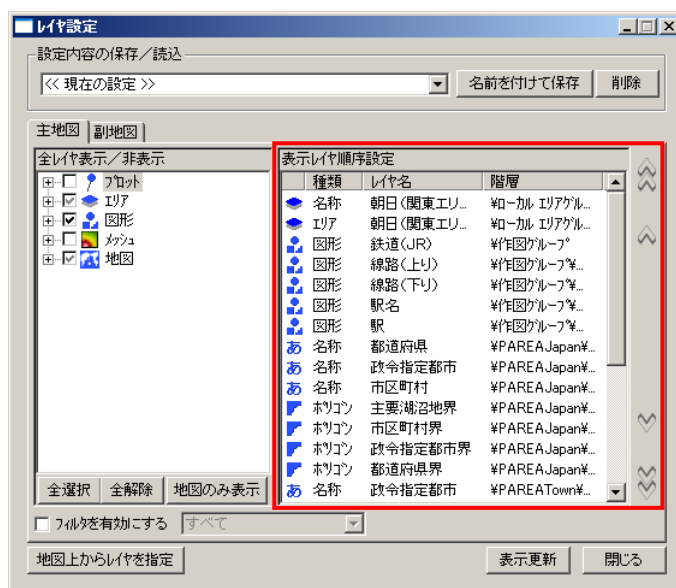 レイヤ設定
設定内容の保存／読込
<< 現在の設定 >>
名前を付けて保存
削除
主地図
副地図
全レイヤ表示／非表示
プロット
エリア
図形
メッシュ
地図
全選択
全解除
地図のみ表示
表示レイヤ順序設定
種類 レイヤ名 階層
名称 朝日(関東エリ... ¥ローカル エリアグル...
エリア 朝日(関東エリ... ¥ローカル エリアグル...
図形 鉄道(JR) ¥作図グループ
図形 線路(上り) ¥作図グループ¥...
図形 線路(下り) ¥作図グループ¥...
図形 駅名 ¥作図グループ¥...
図形 駅 ¥作図グループ¥...
あ 名称 都道府県 ¥PAREAJapan¥...
あ 名称 政令指定都市 ¥PAREAJapan¥...
あ 名称 市区町村 ¥PAREAJapan¥...
ポリゴン 主要湖沼地界 ¥PAREAJapan¥...
ポリゴン 市区町村界 ¥PAREAJapan¥...
ポリゴン 政令指定都市界 ¥PAREAJapan¥...
ポリゴン 都道府県界 ¥PAREAJapan¥...
あ 名称 政令指定都市 ¥PAREATown¥...
フィルタを有効にする
すべて
地図上からレイヤを指定
表示更新
閉じる